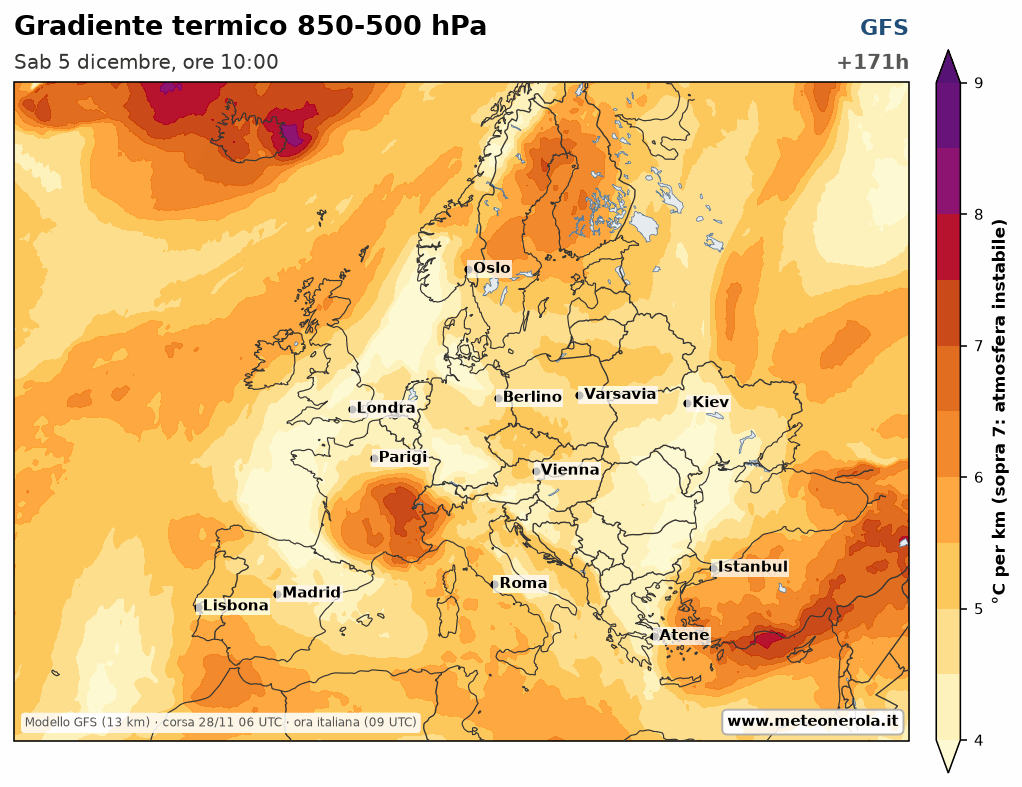 Gradiente termico 850-500 hPa
GFS
Sab 5 dicembre, ore 10:00
+171h
Oslo
Londra
Berlino
Varsavia
Kiev
Parigi
Vienna
Istanbul
Madrid
Roma
Lisbona
Atene
Modello GFS (13 km) · corsa 28/11 06 UTC · ora italiana (09 UTC)
www.meteonerola.it
9
8
7
6
5
4
°C per km (sopra 7: atmosfera instabile)